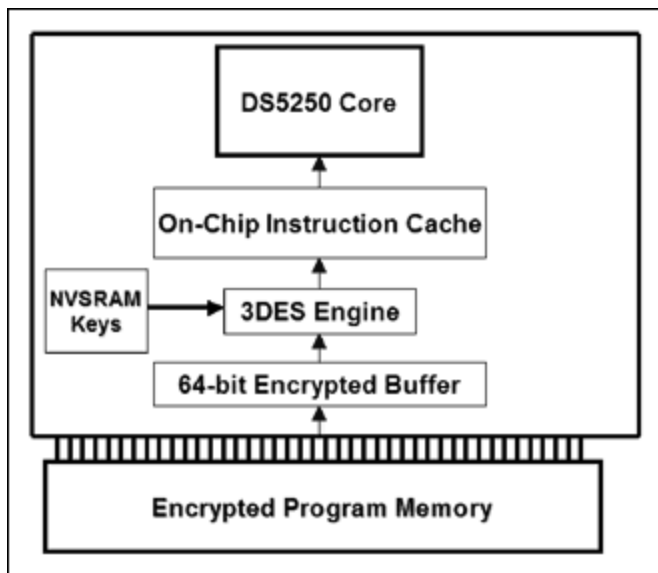 DS5250 Core
On-Chip Instruction Cache
NVSRAM
Keys
3DES Engine
64-bit Encrypted Buffer
Encrypted Program Memory